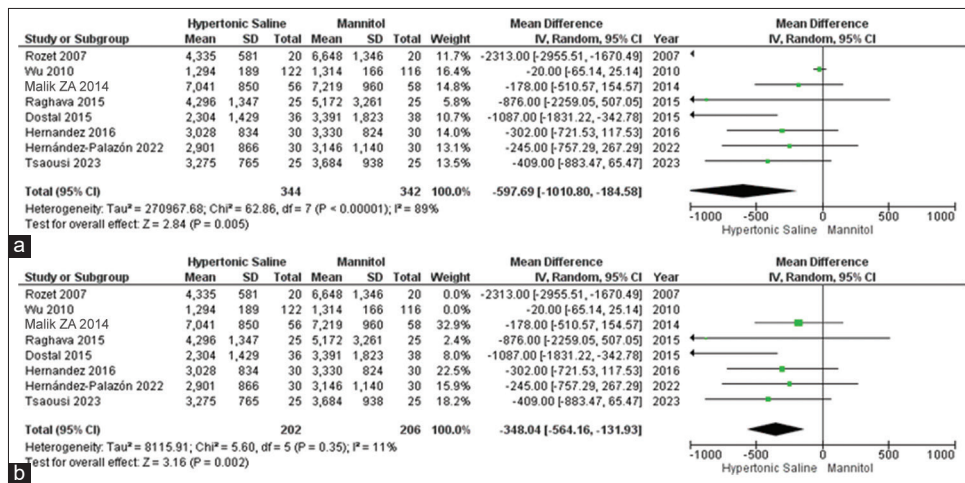 a
Hypertonic Saline Mannitol Mean Difference Mean Difference
Study or Subgroup Mean SD Total Mean SD Total Weight IV, Random, 95% CI Year IV, Random, 95% CI
Rozet 2007 4,335 581 20 6,648 1,346 20 11.7% -2313.00 [-2955.51, -1670.49] 2007
Wu 2010 1,294 189 122 1,314 166 116 16.4% -20.00 [-65.14, 25.14] 2010
Malik ZA 2014 7,041 850 56 7,219 960 58 14.8% -178.00 [-510.57, 154.57] 2014
Raghava 2015 4,296 1,347 25 5,172 3,261 25 5.8% -876.00 [-2259.05, 507.05] 2015
Dostal 2015 2,304 1,429 36 3,391 1,823 38 10.7% -1087.00 [-1831.22, -342.78] 2015
Hernandez 2016 3,028 834 30 3,330 824 30 14.0% -302.00 [-721.53, 117.53] 2016
Hernández-Palazón 2022 2,901 866 30 3,146 1,140 30 13.1% -245.00 [-757.29, 267.29] 2022
Tsaousi 2023 3,275 765 25 3,684 938 25 13.5% -409.00 [-883.47, 65.47] 2023
Total (95% CI) 344 342 100.0% -597.69 [-1010.80, -184.58]
Heterogeneity: Tau² = 270967.68; Chi² = 62.86, df = 7 (P < 0.00001); I² = 89%
Test for overall effect: Z = 2.84 (P = 0.005)
-1000 -500 0 500 1000
Hypertonic Saline Mannitol
b
Hypertonic Saline Mannitol Mean Difference Mean Difference
Study or Subgroup Mean SD Total Mean SD Total Weight IV, Random, 95% CI Year IV, Random, 95% CI
Rozet 2007 4,335 581 20 6,648 1,346 20 0.0% -2313.00 [-2955.51, -1670.49] 2007
Wu 2010 1,294 189 122 1,314 166 116 0.0% -20.00 [-65.14, 25.14] 2010
Malik ZA 2014 7,041 850 56 7,219 960 58 32.9% -178.00 [-510.57, 154.57] 2014
Raghava 2015 4,296 1,347 25 5,172 3,261 25 2.4% -876.00 [-2259.05, 507.05] 2015
Dostal 2015 2,304 1,429 36 3,391 1,823 38 8.0% -1087.00 [-1831.22, -342.78] 2015
Hernandez 2016 3,028 834 30 3,330 824 30 22.5% -302.00 [-721.53, 117.53] 2016
Hernández-Palazón 2022 2,901 866 30 3,146 1,140 30 15.9% -245.00 [-757.29, 267.29] 2022
Tsaousi 2023 3,275 765 25 3,684 938 25 18.2% -409.00 [-883.47, 65.47] 2023
Total (95% CI) 202 206 100.0% -348.04 [-564.16, -131.93]
Heterogeneity: Tau² = 8115.91; Chi² = 5.60, df = 5 (P = 0.35); I² = 11%
Test for overall effect: Z = 3.16 (P = 0.002)
-1000 -500 0 500 1000
Hypertonic Saline Mannitol